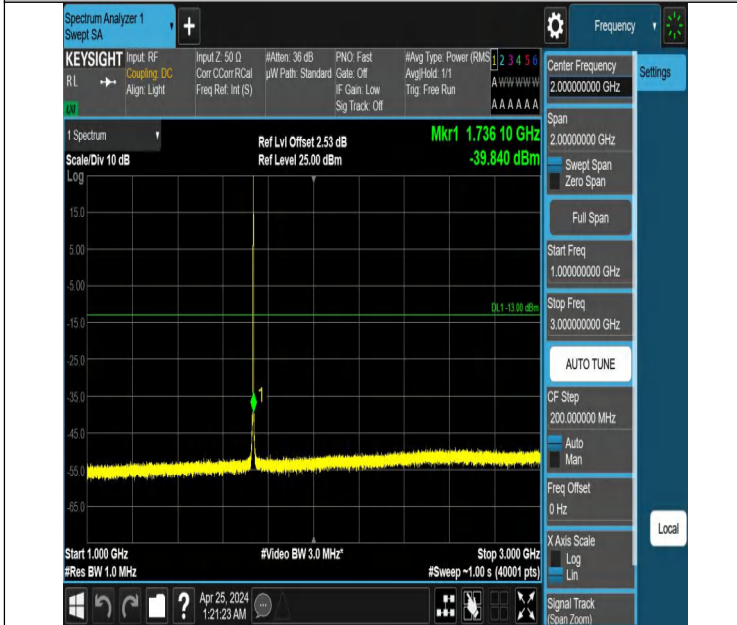 Spectrum Analyzer 1
Swept SA
Frequency
KEYSIGHT
RL
Input: RF
Coupling: DC
Align: Light
Input Z: 50 Ω
Corr CCorr RCal
Freq Ref: Int (S)
#Atten: 36 dB
µW Path: Standard
PNO: Fast
Gate: Off
IF Gain: Low
Sig Track: Off
#Avg Type: Power (RMS
Avg|Hold: 1/1
Trig: Free Run
1 2 3 4 5 6
A W W W W W
A A A A A A
1 Spectrum
Scale/Div 10 dB
Ref Lvl Offset 2.53 dB
Ref Level 25.00 dBm
Mkr1 1.736 10 GHz
-39.840 dBm
Log
15.0
5.00
-5.00
DL1 -13.00 dBm
-15.0
-25.0
-35.0
1
-45.0
-55.0
-65.0
Start 1.000 GHz
#Res BW 1.0 MHz
#Video BW 3.0 MHz*
Stop 3.000 GHz
#Sweep ~1.00 s (40001 pts)
?
Apr 25, 2024
1:21:23 AM
Settings
Center Frequency
2.000000000 GHz
Span
2.00000000 GHz
Swept Span
Zero Span
Full Span
Start Freq
1.000000000 GHz
Stop Freq
3.000000000 GHz
AUTO TUNE
CF Step
200.000000 MHz
Auto
Man
Freq Offset
0 Hz
X Axis Scale
Log
Lin
Signal Track
(Span Zoom)
Local